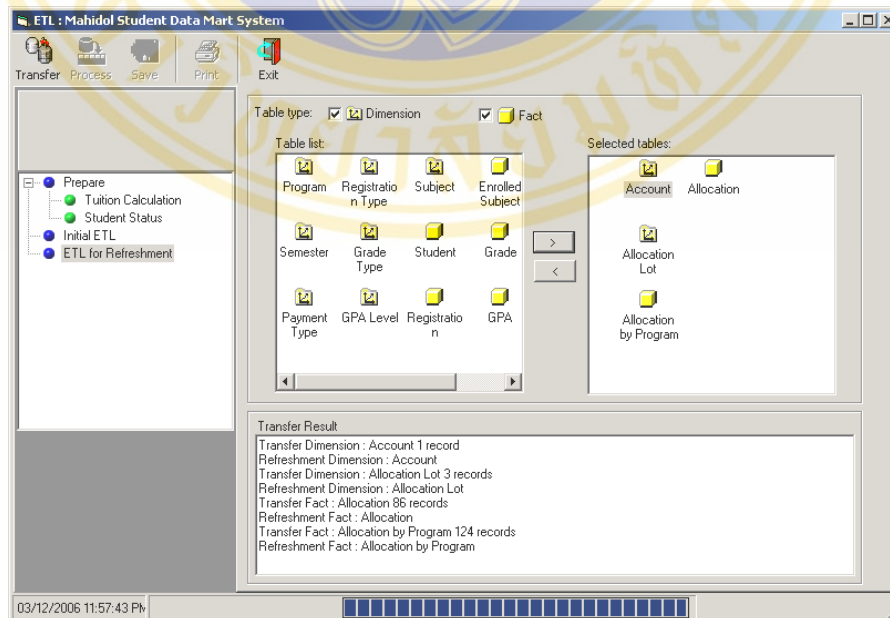 ETL : Mahidol Student Data Mart System
Transfer Process Save Print Exit
Table type: Dimension Fact
Table list: Selected tables:
Prepare
Tuition Calculation
Student Status
Initial ETL
ETL for Refreshment
Program
Registratio
n Type
Subject
Enrolled
Subject
Semester
Grade
Type
Student
Grade
Payment
Type
GPA Level
Registratio
n
GPA
>
<
Account
Allocation
Allocation
Lot
Allocation
by Program
Transfer Result
Transfer Dimension : Account 1 record
Refreshment Dimension : Account
Transfer Dimension : Allocation Lot 3 records
Refreshment Dimension : Allocation Lot
Transfer Fact : Allocation 86 records
Refreshment Fact : Allocation
Transfer Fact : Allocation by Program 124 records
Refreshment Fact : Allocation by Program
03/12/2006 11:57:43 PM